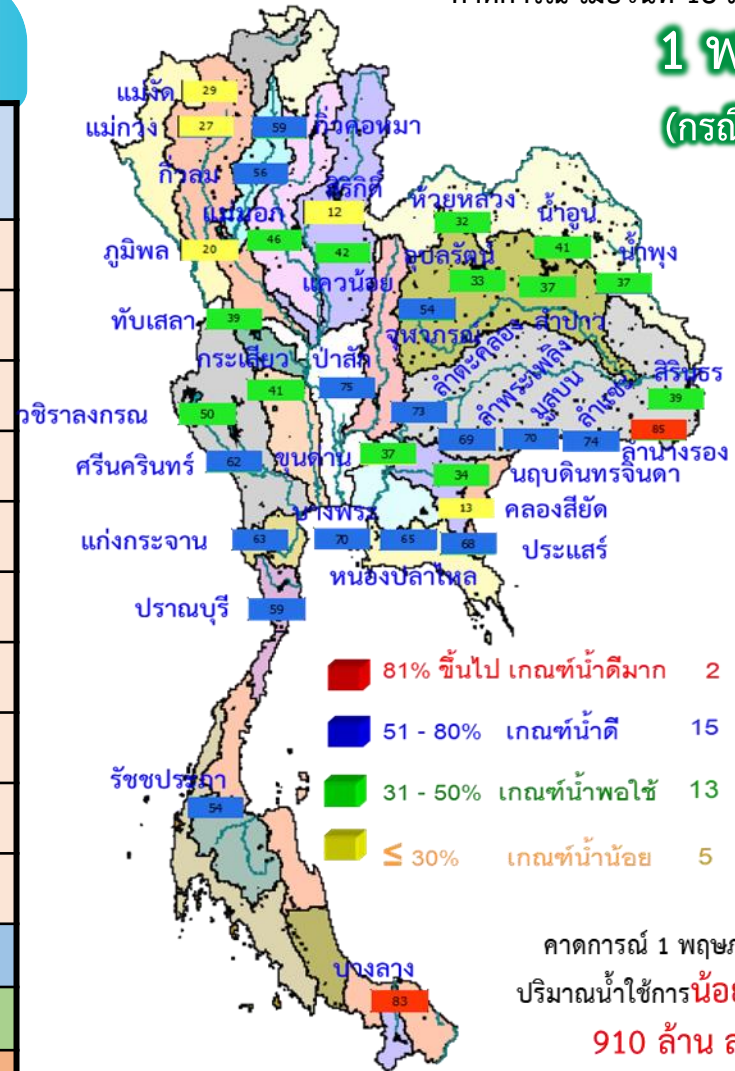 1 พ
(กรณี
แม่งัด 29
แม่กวง 27
59 กิ่วคอหมา
กิ่วลม 56
สิริกิติ์ 12
ห้วยหลวง 32
น้ำอูน 41
แม่มอก 46
ภูมิพล 20
42 แควน้อย
อุบลรัตน์ 33
37 ลำปาว
น้ำพุง 37
54 จุฬาภรณ์
ทับเสลา 39
กระเสียว 41
ป่าสัก 75
ลำตะคลอง 73
ลำพระเพลิง 69
มูลบน 70
ลำแชะ 74
สิรินธร 39
85 ลำนางรอง
วชิราลงกรณ 50
ศรีนครินทร์ 62
ขุนด่าน 37
34 นฤบดินทรจินดา
13 คลองสียัด
แก่งกระจาน 63
บางพระ 70
65 หนองปลาไหล
68 ประแสร์
ปราณบุรี 59
81% ขึ้นไป เกณฑ์น้ำดีมาก 2
51 - 80% เกณฑ์น้ำดี 15
31 - 50% เกณฑ์น้ำพอใช้ 13
≤ 30% เกณฑ์น้ำน้อย 5
รัชชประภา 54
บางลาง 83
คาดการณ์ 1 พฤษภ
ปริมาณน้ำใช้การน้อย
910 ล้าน ล